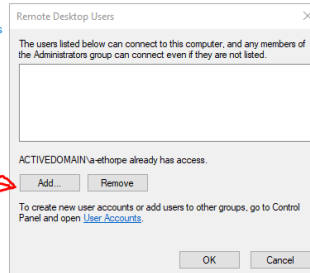 Remote Desktop Users
s
The users listed below can connect to this computer, and any members of
the Administrators group can connect even if they are not listed.
ACTIVEDOMAIN\a-ethorpe already has access.
Add... Remove
To create new user accounts or add users to other groups, go to Control
Panel and open User Accounts.
OK Cancel